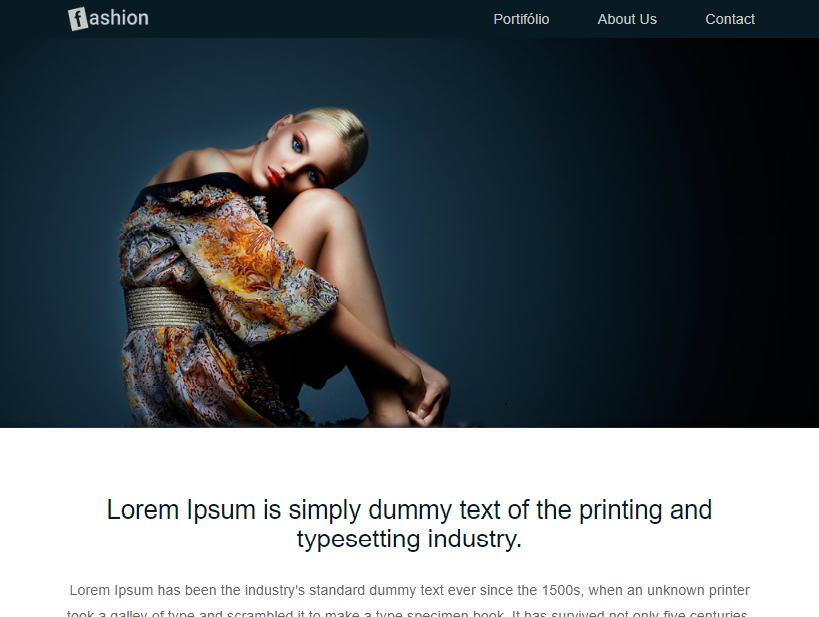 fashion
Portifólio About Us Contact
Lorem Ipsum is simply dummy text of the printing and
typesetting industry.
Lorem Ipsum has been the industry's standard dummy text ever since the 1500s, when an unknown printer
took a galley of type and scrambled it to make a type specimen book. It has survived not only five centuries,